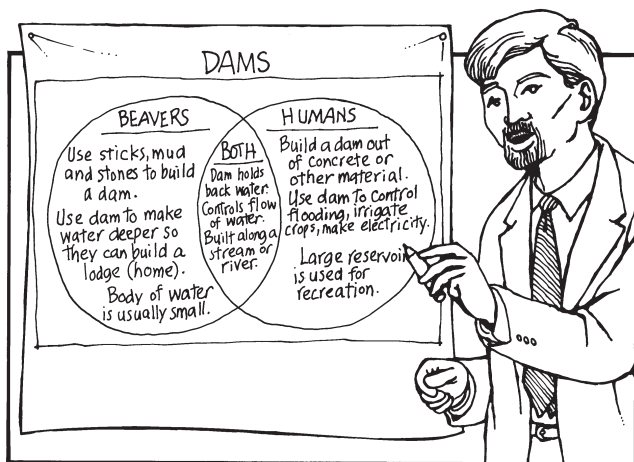 DAMS
BEAVERS
Use sticks, mud
and stones to build
a dam.
Use dam to make
water deeper so
they can build a
lodge (home).
Body of water
is usually small.
BOTH
Dam holds
back water.
Controls flow
of water.
Built along a
stream or
river.
HUMANS
Build a dam out
of concrete or
other material.
Use dam to control
flooding, irrigate
crops, make electricity.
Large reservoir
is used for
recreation.